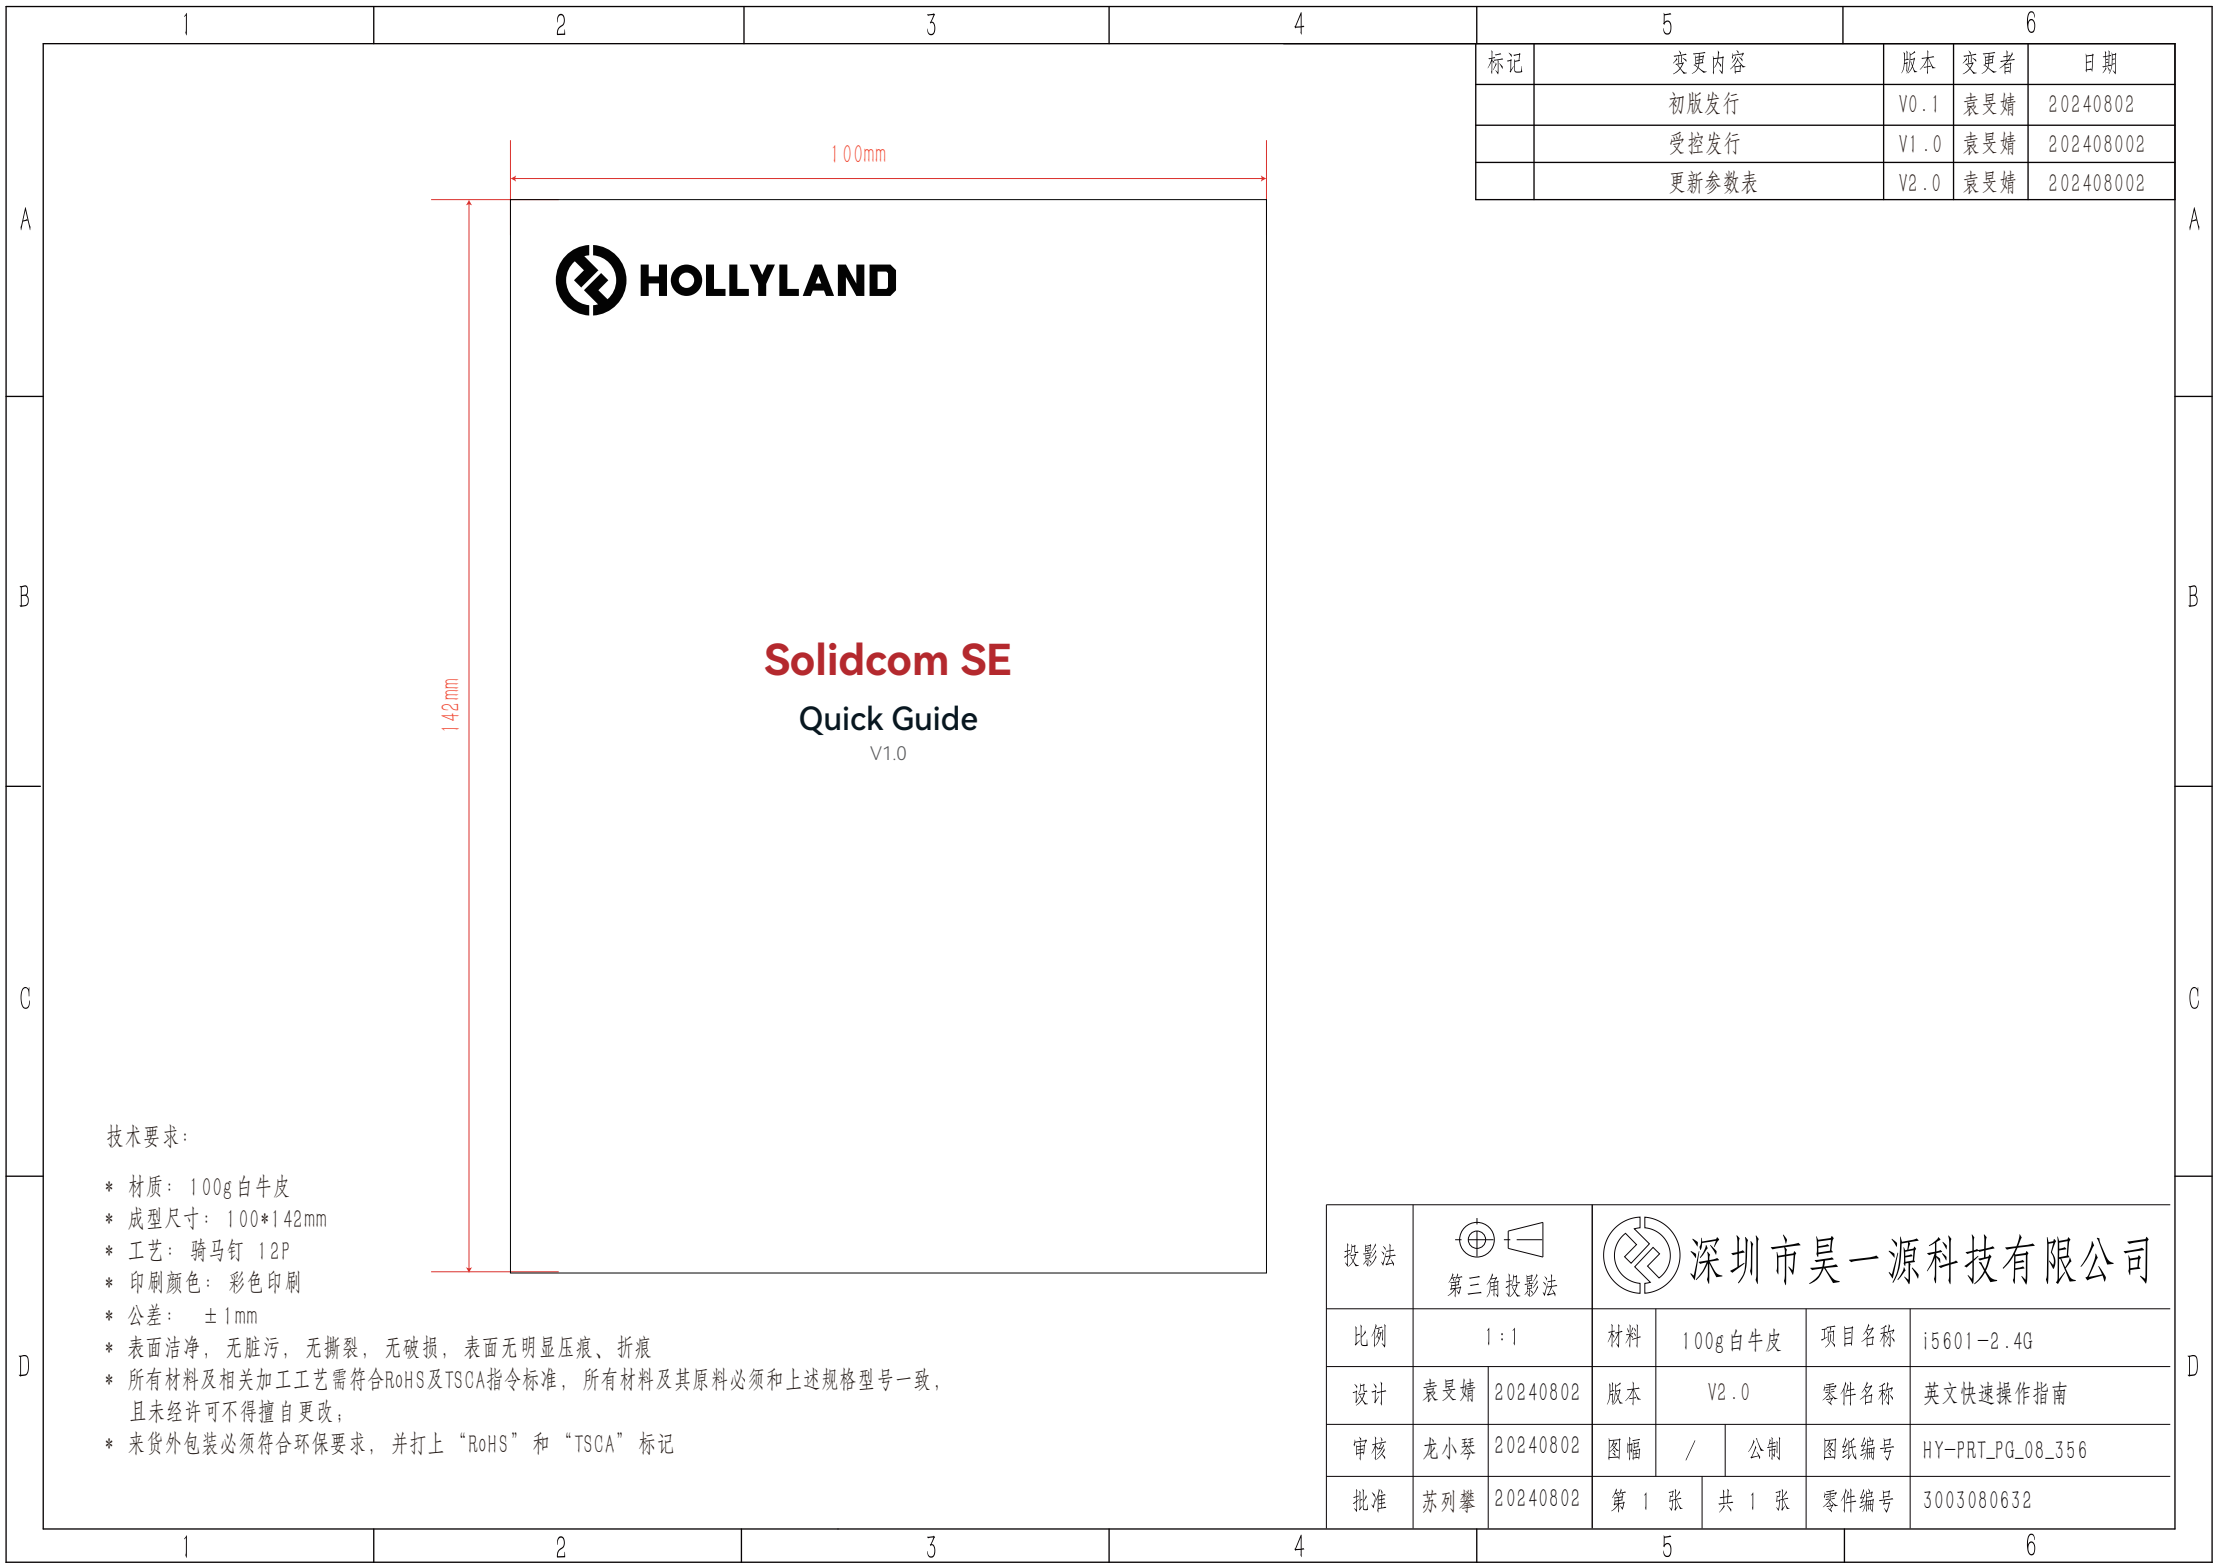 1 2 3 4 5 6
标记 变更内容 版本 变更者 日期
初版发行 V0.1 袁旻婧 20240802
受控发行 V1.0 袁旻婧 202408002
更新参数表 V2.0 袁旻婧 202408002
100mm
A A
HOLLYLAND
B B
Solidcom SE
142mm
Quick Guide
V1.0
C C
技术要求：
* 材质：100g白牛皮
* 成型尺寸：100*142mm
* 工艺：骑马钉 12P
* 印刷颜色：彩色印刷
* 公差： ±1mm
* 表面洁净，无脏污，无撕裂，无破损，表面无明显压痕、折痕
* 所有材料及相关加工工艺需符合RoHS及TSCA指令标准，所有材料及其原料必须和上述规格型号一致，
且未经许可不得擅自更改；
* 来货外包装必须符合环保要求，并打上“RoHS”和“TSCA”标记
D D
投影法 第三角投影法 深圳市昊一源科技有限公司
比例 1:1 材料 100g白牛皮 项目名称 i5601-2.4G
设计 袁旻婧 20240802 版本 V2.0 零件名称 英文快速操作指南
审核 龙小琴 20240802 图幅 / 公制 图纸编号 HY-PRT_PG_08_356
批准 苏列攀 20240802 第 1 张 共 1 张 零件编号 3003080632
1 2 3 4 5 6